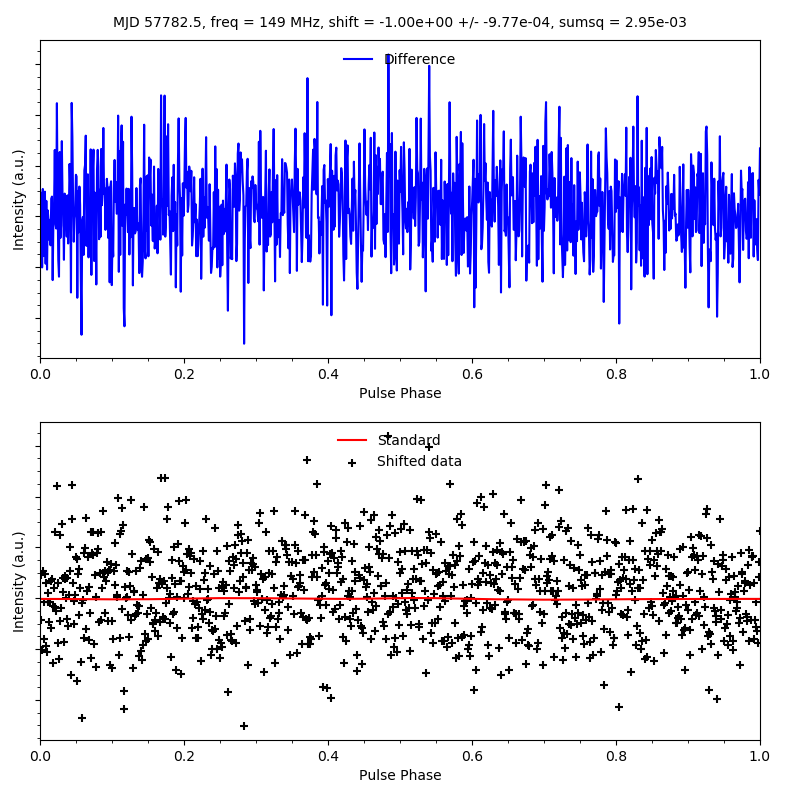 MJD 57782.5, freq = 149 MHz, shift = -1.00e+00 +/- -9.77e-04, sumsq = 2.95e-03
Difference
Intensity (a.u.)
0.0 0.2 0.4 0.6 0.8 1.0
Pulse Phase
Standard
Shifted data
Intensity (a.u.)
0.0 0.2 0.4 0.6 0.8 1.0
Pulse Phase